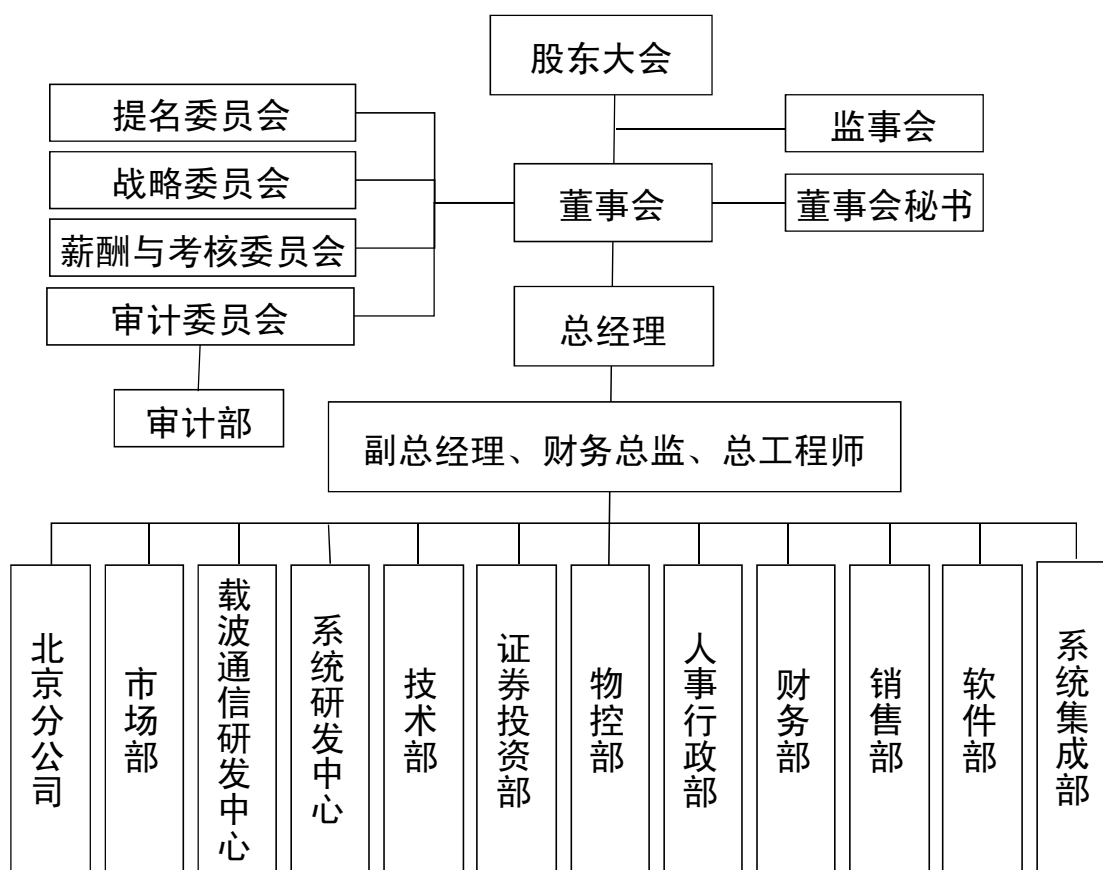 股东大会
提名委员会
监事会
战略委员会
董事会
董事会秘书
薪酬与考核委员会
审计委员会
总经理
审计部
副总经理、财务总监、总工程师
北京分公司
市场部
载波通信研发中心
系统研发中心
技术部
证券投资部
物控部
人事行政部
财务部
销售部
软件部
系统集成部